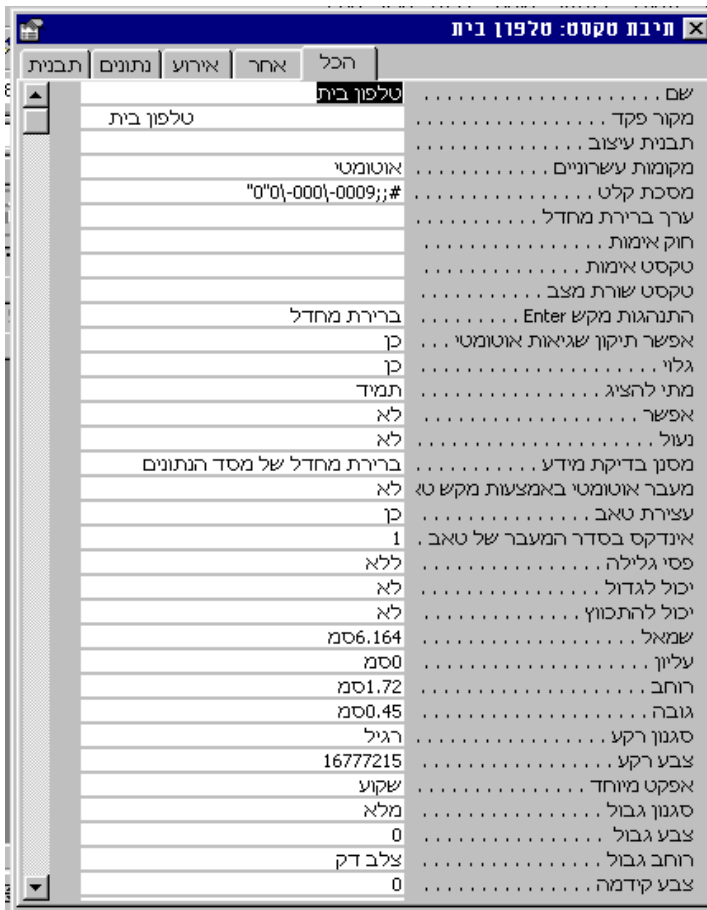 תיבת טקסט: טלפון בית
הכל אחר אירוע נתונים תבנית
שם . . . . . . . . . . . . . . . . . . . . . טלפון בית
מקור פקד . . . . . . . . . . . . . . . . . טלפון בית
תבנית עיצוב . . . . . . . . . . . . . . .
מקומות עשרוניים . . . . . . . . . . . . אוטומטי
מסכת קלט . . . . . . . . . . . . . . . . "0"0\-000\-0009;;#
ערך ברירת מחדל . . . . . . . . . . .
חוק אימות . . . . . . . . . . . . . . . .
טקסט אימות . . . . . . . . . . . . . .
טקסט שורת מצב . . . . . . . . . . .
התנהגות מקש Enter . . . . . . . . . ברירת מחדל
אפשר תיקון שגיאות אוטומטי . . . כן
גלוי . . . . . . . . . . . . . . . . . . . . . כן
מתי להציג . . . . . . . . . . . . . . . . תמיד
אפשר . . . . . . . . . . . . . . . . . . . לא
נעול . . . . . . . . . . . . . . . . . . . . . לא
מסנן בדיקת מידע . . . . . . . . . . . ברירת מחדל של מסד הנתונים
מעבר אוטומטי באמצעות מקש טא לא
עצירת טאב . . . . . . . . . . . . . . . כן
אינדקס בסדר המעבר של טאב . 1
פסי גלילה . . . . . . . . . . . . . . . . ללא
יכול לגדול . . . . . . . . . . . . . . . . לא
יכול להתכווץ . . . . . . . . . . . . . . לא
שמאל . . . . . . . . . . . . . . . . . . . 6.164סמ
עליון . . . . . . . . . . . . . . . . . . . . 0סמ
רוחב . . . . . . . . . . . . . . . . . . . . 1.72סמ
גובה . . . . . . . . . . . . . . . . . . . . 0.45סמ
סגנון רקע . . . . . . . . . . . . . . . . . רגיל
צבע רקע . . . . . . . . . . . . . . . . . 16777215
אפקט מיוחד . . . . . . . . . . . . . . שקוע
סגנון גבול . . . . . . . . . . . . . . . . מלא
צבע גבול . . . . . . . . . . . . . . . . 0
רוחב גבול . . . . . . . . . . . . . . . . צלב דק
צבע קידמה . . . . . . . . . . . . . . . 0